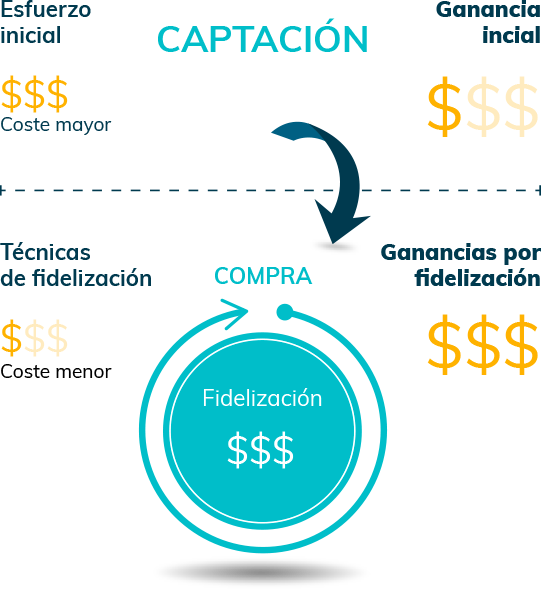 Esfuerzo
inicial
CAPTACIÓN
Ganancia
incial
$$$
Coste mayor
$$$
Técnicas
de fidelización
COMPRA
Ganancias por
fidelización
$$$
Coste menor
$$$
Fidelización
$$$